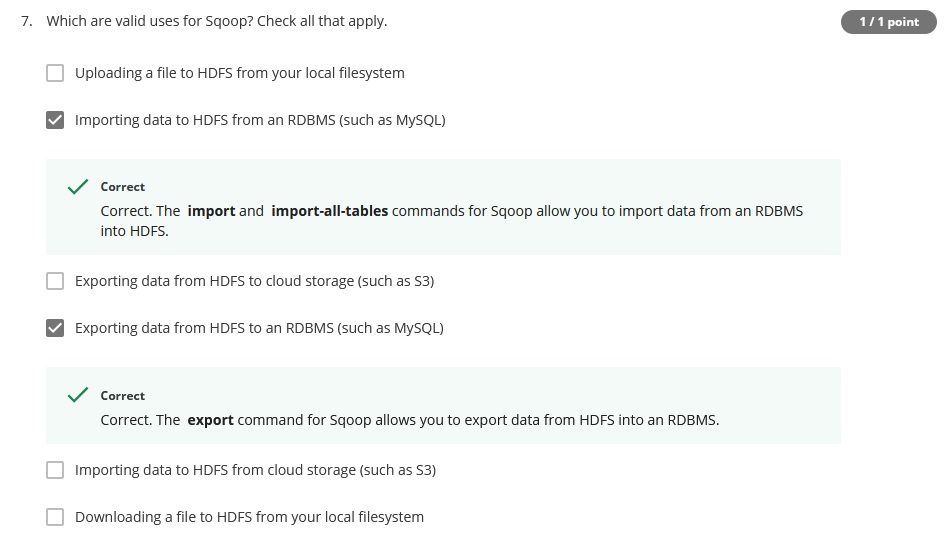 7. Which are valid uses for Sqoop? Check all that apply.
1 / 1 point
Uploading a file to HDFS from your local filesystem
Importing data to HDFS from an RDBMS (such as MySQL)
Correct
Correct. The import and import-all-tables commands for Sqoop allow you to import data from an RDBMS
into HDFS.
Exporting data from HDFS to cloud storage (such as S3)
Exporting data from HDFS to an RDBMS (such as MySQL)
Correct
Correct. The export command for Sqoop allows you to export data from HDFS into an RDBMS.
Importing data to HDFS from cloud storage (such as S3)
Downloading a file to HDFS from your local filesystem